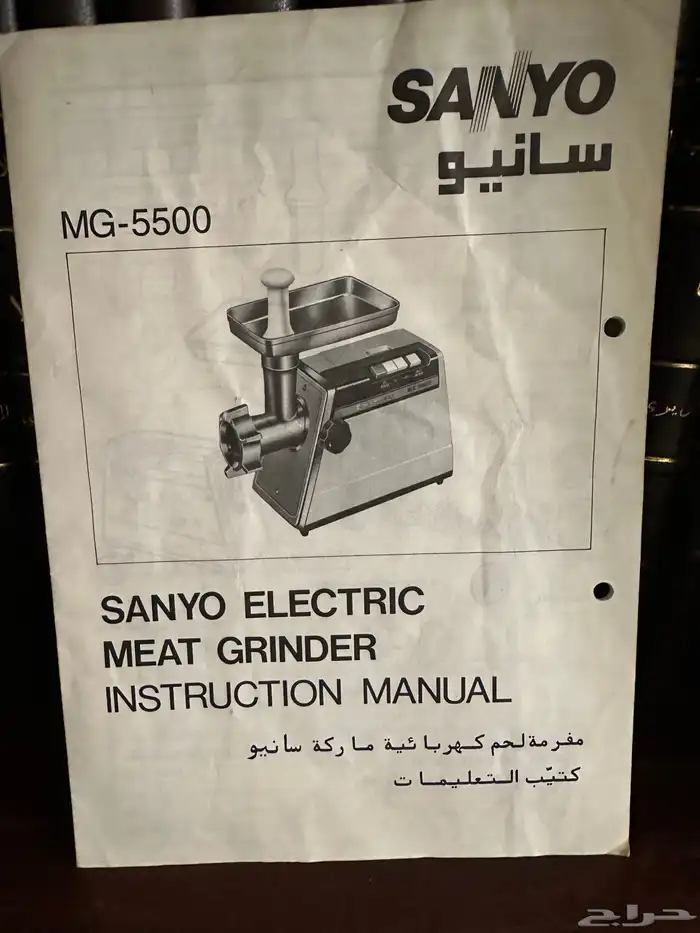 SANYO
سانيو
MG-5500
SANYO ELECTRIC
MEAT GRINDER
INSTRUCTION MANUAL
مفرمة لحم كهربائية ماركة سانيو
كتيّب التعليمات
حراج